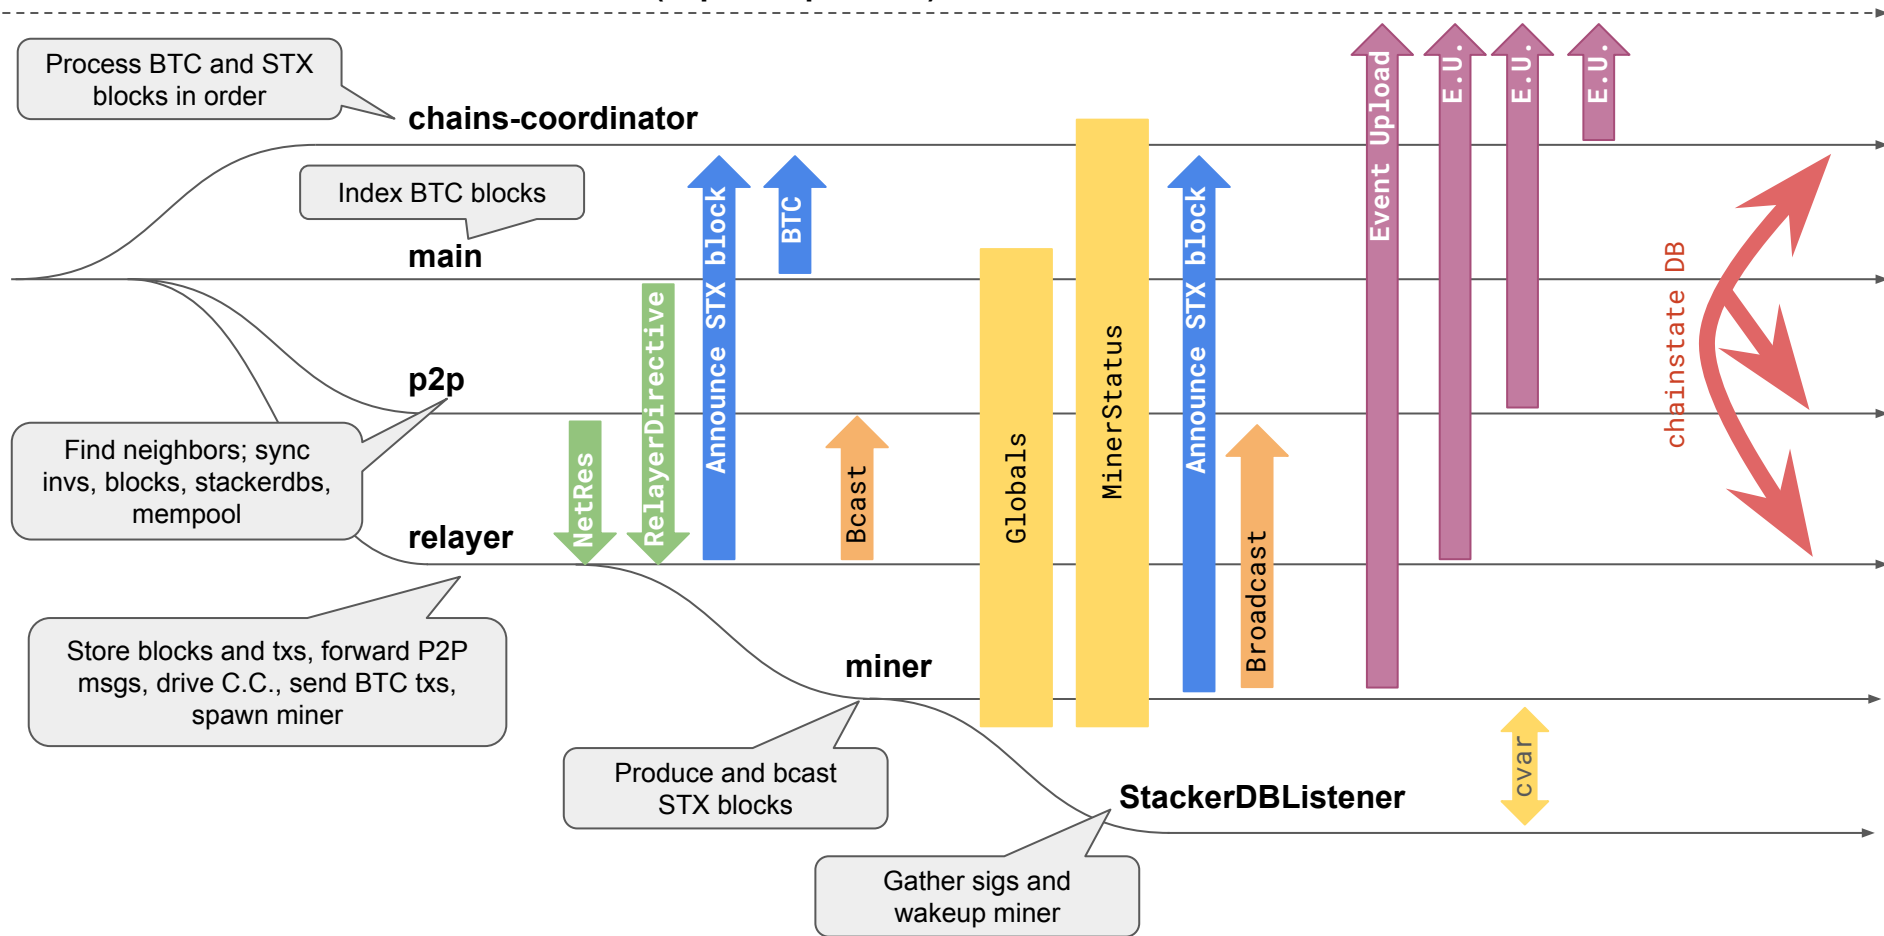 Process BTC and STX
blocks in order
chains-coordinator
Index BTC blocks
main
p2p
Find neighbors; sync
invs, blocks, stackerdbs,
mempool
relayer
Store blocks and txs, forward P2P
msgs, drive C.C., send BTC txs,
spawn miner
miner
Produce and bcast
STX blocks
StackerDBListener
Gather sigs and
wakeup miner
NetRes
RelayerDirective
Announce STX block
BTC
Bcast
Globals
MinerStatus
Announce STX block
Broadcast
Event Upload
E.U.
E.U.
E.U.
cvar
chainstate DB